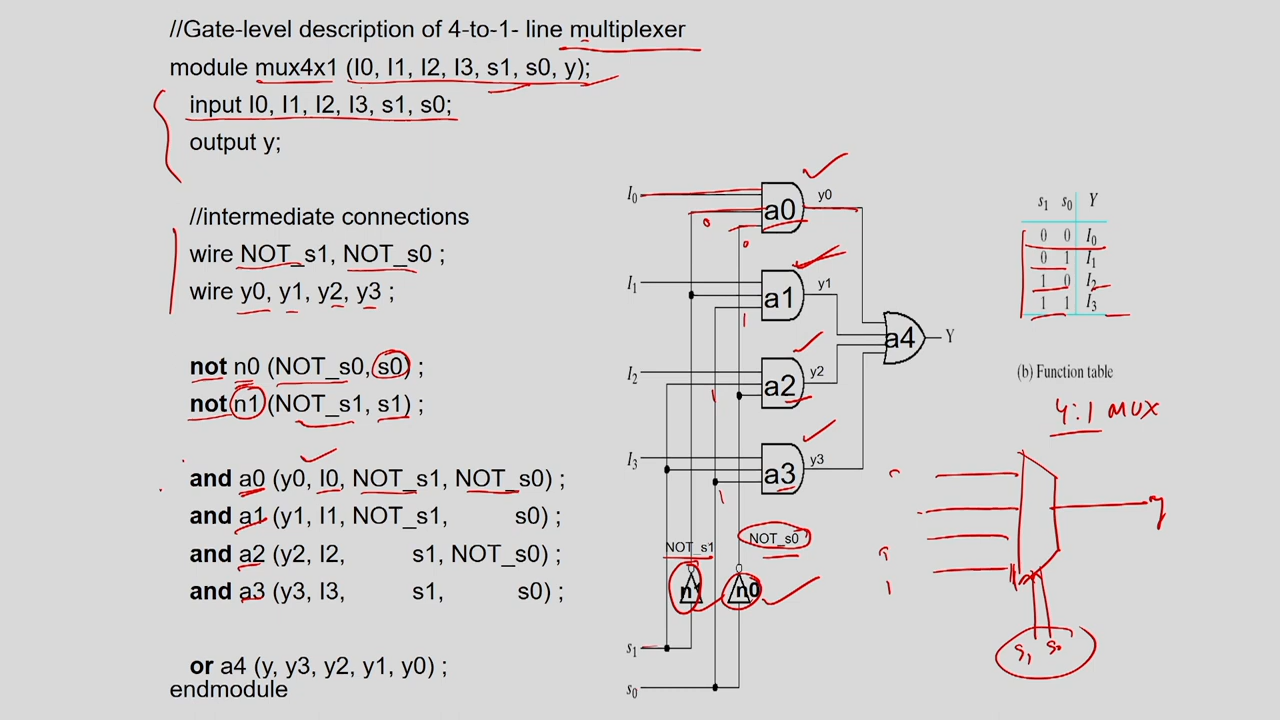 //Gate-level description of 4-to-1- line multiplexer
module mux4x1 (I0, I1, I2, I3, s1, s0, y);
input I0, I1, I2, I3, s1, s0;
output y;
//intermediate connections
wire NOT_s1, NOT_s0 ;
wire y0, y1, y2, y3 ;
not n0 (NOT_s0, s0) ;
not n1 (NOT_s1, s1) ;
and a0 (y0, I0, NOT_s1, NOT_s0) ;
and a1 (y1, I1, NOT_s1, s0) ;
and a2 (y2, I2, s1, NOT_s0) ;
and a3 (y3, I3, s1, s0) ;
or a4 (y, y3, y2, y1, y0) ;
endmodule
I0 a0 y0
0
0
I1 a1 y1
1
a4 Y
I2 a2 y2
1
I3 a3 y3
1
NOT_s1 NOT_s0
n1 n0
s1
s0
s1 s0 Y
0 0 I0
0 1 I1
1 0 I2
1 1 I3
(b) Function table
4:1 MUX
y
1
s1 s0